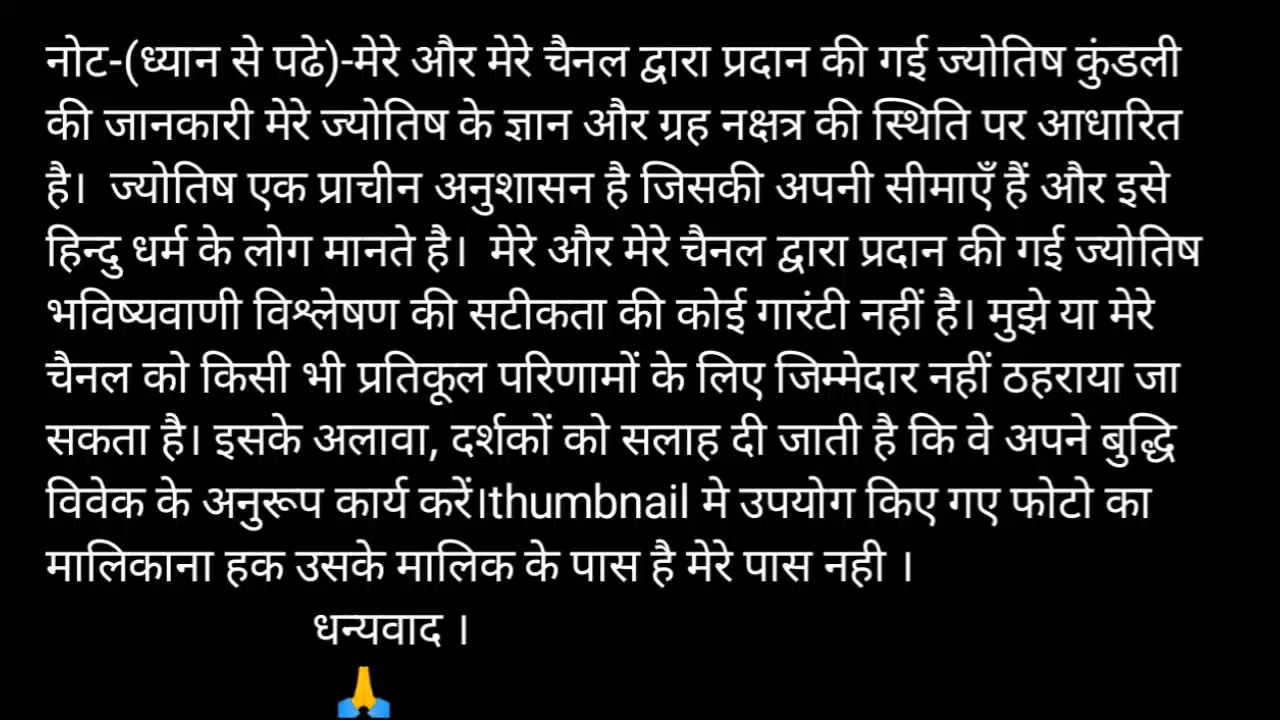 नोट-(ध्यान से पढे)-मेरे और मेरे चैनल द्वारा प्रदान की गई ज्योतिष कुंडली
की जानकारी मेरे ज्योतिष के ज्ञान और ग्रह नक्षत्र की स्थिति पर आधारित
है।  ज्योतिष एक प्राचीन अनुशासन है जिसकी अपनी सीमाएँ हैं और इसे
हिन्दु धर्म के लोग मानते है।  मेरे और मेरे चैनल द्वारा प्रदान की गई ज्योतिष
भविष्यवाणी विश्लेषण की सटीकता की कोई गारंटी नहीं है। मुझे या मेरे
चैनल को किसी भी प्रतिकूल परिणामों के लिए जिम्मेदार नहीं ठहराया जा
सकता है। इसके अलावा, दर्शकों को सलाह दी जाती है कि वे अपने बुद्धि
विवेक के अनुरूप कार्य करें।thumbnail मे उपयोग किए गए फोटो का
मालिकाना हक उसके मालिक के पास है मेरे पास नही ।
धन्यवाद ।
🙏